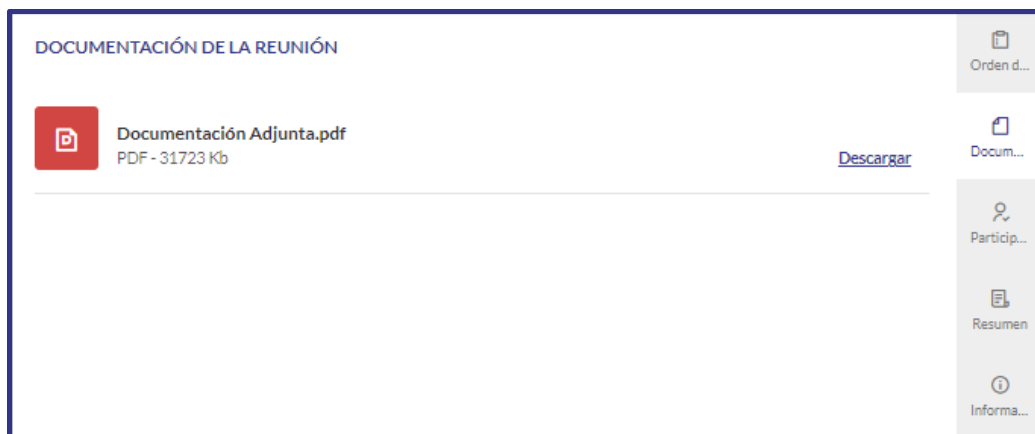 DOCUMENTACIÓN DE LA REUNIÓN
Documentación Adjunta.pdf
PDF - 31723 Kb
Descargar
Orden d...
Docum...
Particip...
Resumen
Informa...